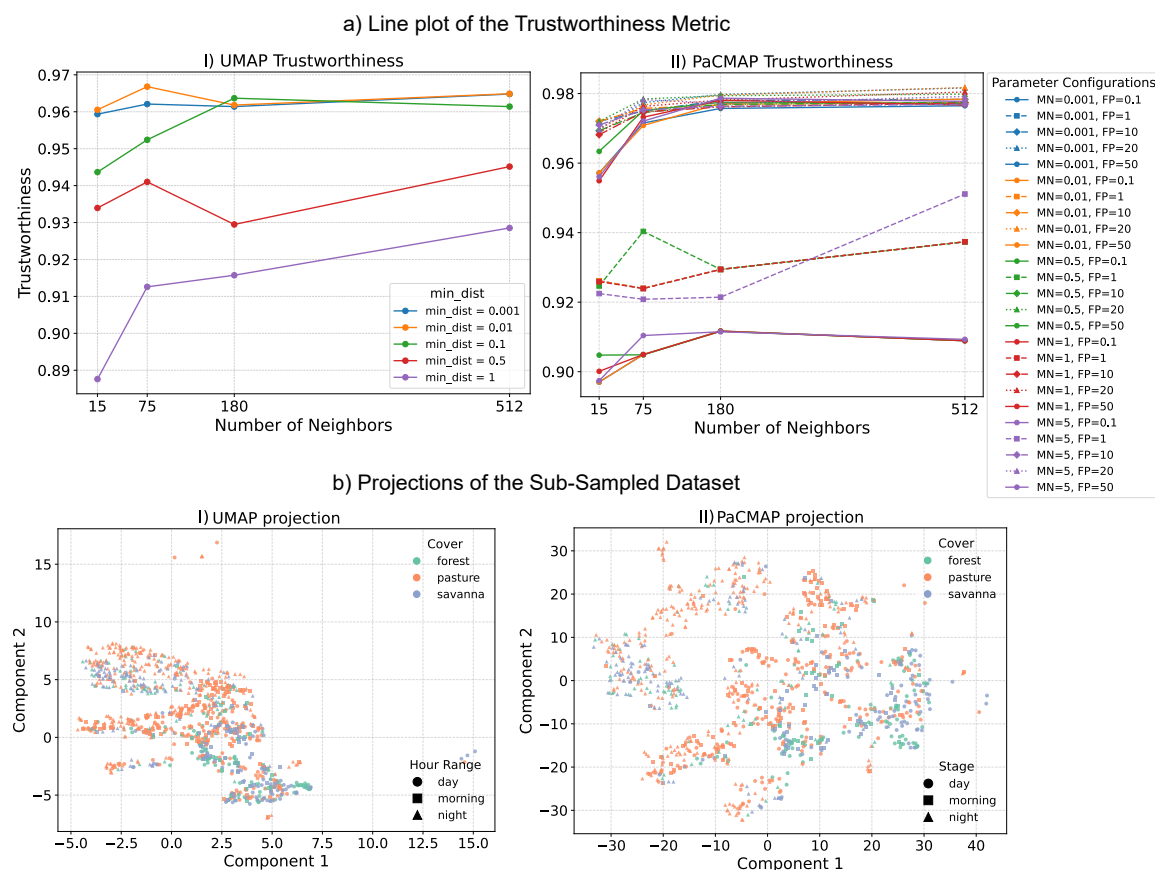 a) Line plot of the Trustworthiness Metric
I) UMAP Trustworthiness
0.97
0.96
0.95
0.94
0.93
0.92
0.91
0.90
0.89
Trustworthiness
15
75
180
512
Number of Neighbors
min_dist
min_dist = 0.001
min_dist = 0.01
min_dist = 0.1
min_dist = 0.5
min_dist = 1
II) PaCMAP Trustworthiness
0.98
0.96
0.94
0.92
0.90
15
75
180
512
Number of Neighbors
Parameter Configurations
MN=0.001, FP=0.1
MN=0.001, FP=1
MN=0.001, FP=10
MN=0.001, FP=20
MN=0.001, FP=50
MN=0.01, FP=0.1
MN=0.01, FP=1
MN=0.01, FP=10
MN=0.01, FP=20
MN=0.01, FP=50
MN=0.5, FP=0.1
MN=0.5, FP=1
MN=0.5, FP=10
MN=0.5, FP=20
MN=0.5, FP=50
MN=1, FP=0.1
MN=1, FP=1
MN=1, FP=10
MN=1, FP=20
MN=1, FP=50
MN=5, FP=0.1
MN=5, FP=1
MN=5, FP=10
MN=5, FP=20
MN=5, FP=50
b) Projections of the Sub-Sampled Dataset
I) UMAP projection
15
10
5
0
−5
Component 2
−5.0
−2.5
0.0
2.5
5.0
7.5
10.0
12.5
15.0
Component 1
Cover
forest
pasture
savanna
Hour Range
day
morning
night
II) PaCMAP projection
30
20
10
0
−10
−20
−30
Component 2
−30
−20
−10
0
10
20
30
40
Component 1
Cover
forest
pasture
savanna
Stage
day
morning
night